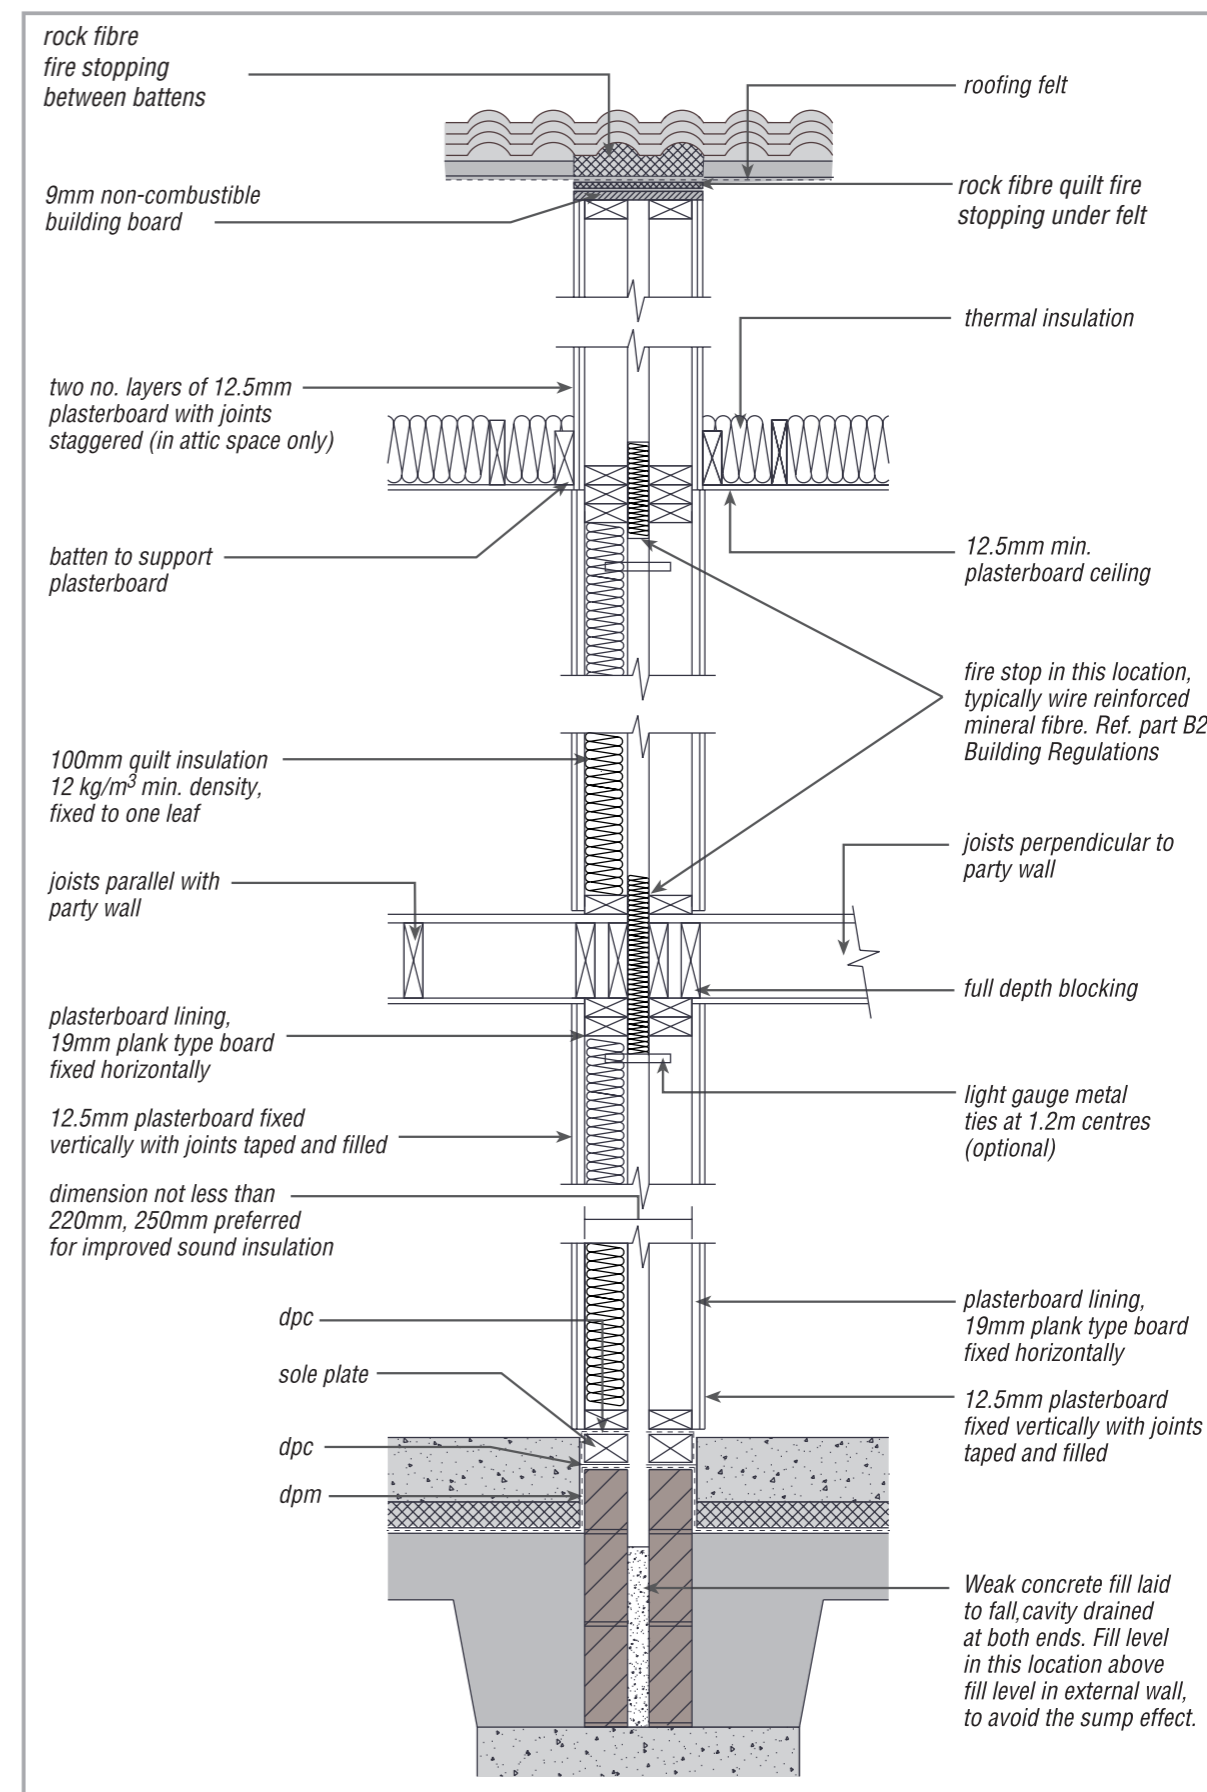 rock fibre
fire stopping
between battens
roofing felt
9mm non-combustible
building board
rock fibre quilt fire
stopping under felt
thermal insulation
two no. layers of 12.5mm
plasterboard with joints
staggered (in attic space only)
batten to support
plasterboard
12.5mm min.
plasterboard ceiling
fire stop in this location,
typically wire reinforced
mineral fibre. Ref. part B2
Building Regulations
100mm quilt insulation
12 kg/m³ min. density,
fixed to one leaf
joists perpendicular to
party wall
joists parallel with
party wall
full depth blocking
plasterboard lining,
19mm plank type board
fixed horizontally
light gauge metal
ties at 1.2m centres
(optional)
12.5mm plasterboard fixed
vertically with joints taped and filled
dimension not less than
220mm, 250mm preferred
for improved sound insulation
plasterboard lining,
19mm plank type board
fixed horizontally
dpc
sole plate
12.5mm plasterboard
fixed vertically with joints
taped and filled
dpc
dpm
Weak concrete fill laid
to fall,cavity drained
at both ends. Fill level
in this location above
fill level in external wall,
to avoid the sump effect.